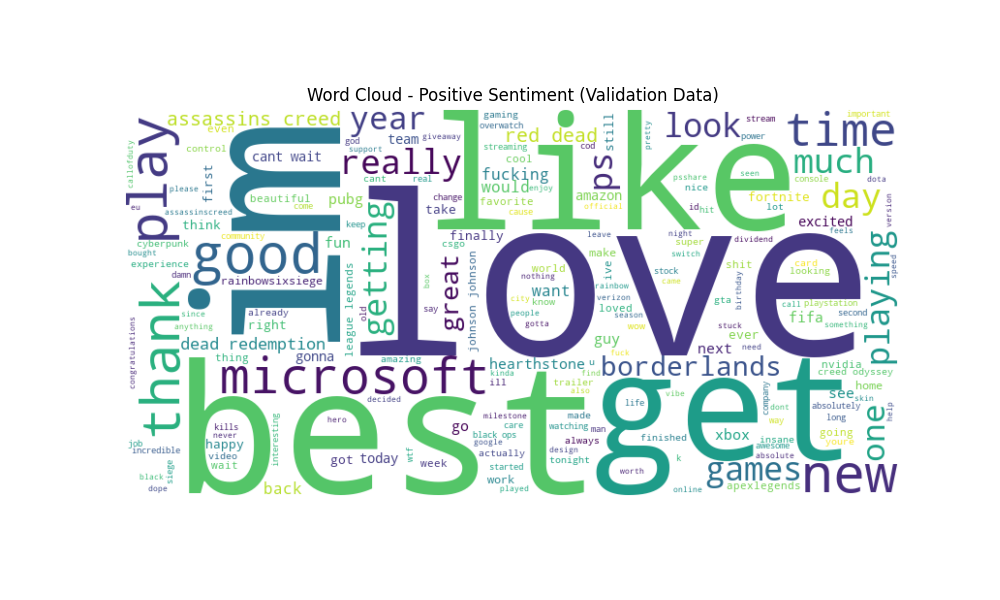 Word Cloud - Positive Sentiment (Validation Data)
love
like
best
get
im
good
microsoft
new
time
play
thank
day
much
look
year
really
ps
playing
one
games
borderlands
getting
great
assassins creed
even
control
god
team
giveaway
support
cant wait
cant
real
gaming
overwatch
streaming
cool
cod
red dead
still
pretty
stream
power
important
callofduty
please
first
beautiful
come
pubg
keep
change
take
fucking
would
favorite
enjoy
cause
amazon
official
psshare
nice
id
hit
seen
lot
console
fortnite
dota
version
eu
assassinscreed
think
community
fun
csgo
finally
excited
feels
cyberpunk
bought
experience
damn
rainbowsixsiege
already
right
since
anything
old
box
say
league legends
johnson johnson
nothing
world
want
city
know
people
gotta
ive
make
loved
rainbow
verizon
season
wow
leave
night
super
switch
stock
came
dividend
shit
gta
birthday
card
looking
call
playstation
fifa
second
something
speed
stuck
ever
next
need
guy
fuck
congratulations
dead redemption
thing
gonna
amazing
hearthstone
u
kinda
ill
trailer
also
find
nvidia
creed odyssey
home
see
skin
company
dont
absolutely
way
long
help
vibe
life
decided
hero
milestone
go
care
made
watching
man
black ops
design
always
actually
tonight
finished
xbox
insane
going
youre
awesome
absolute
k
worth
online
apexlegends
job
incredible
kills
never
happy
video
wait
interesting
got
today
wtf
week
started
work
played
black
siege
dope
back
google